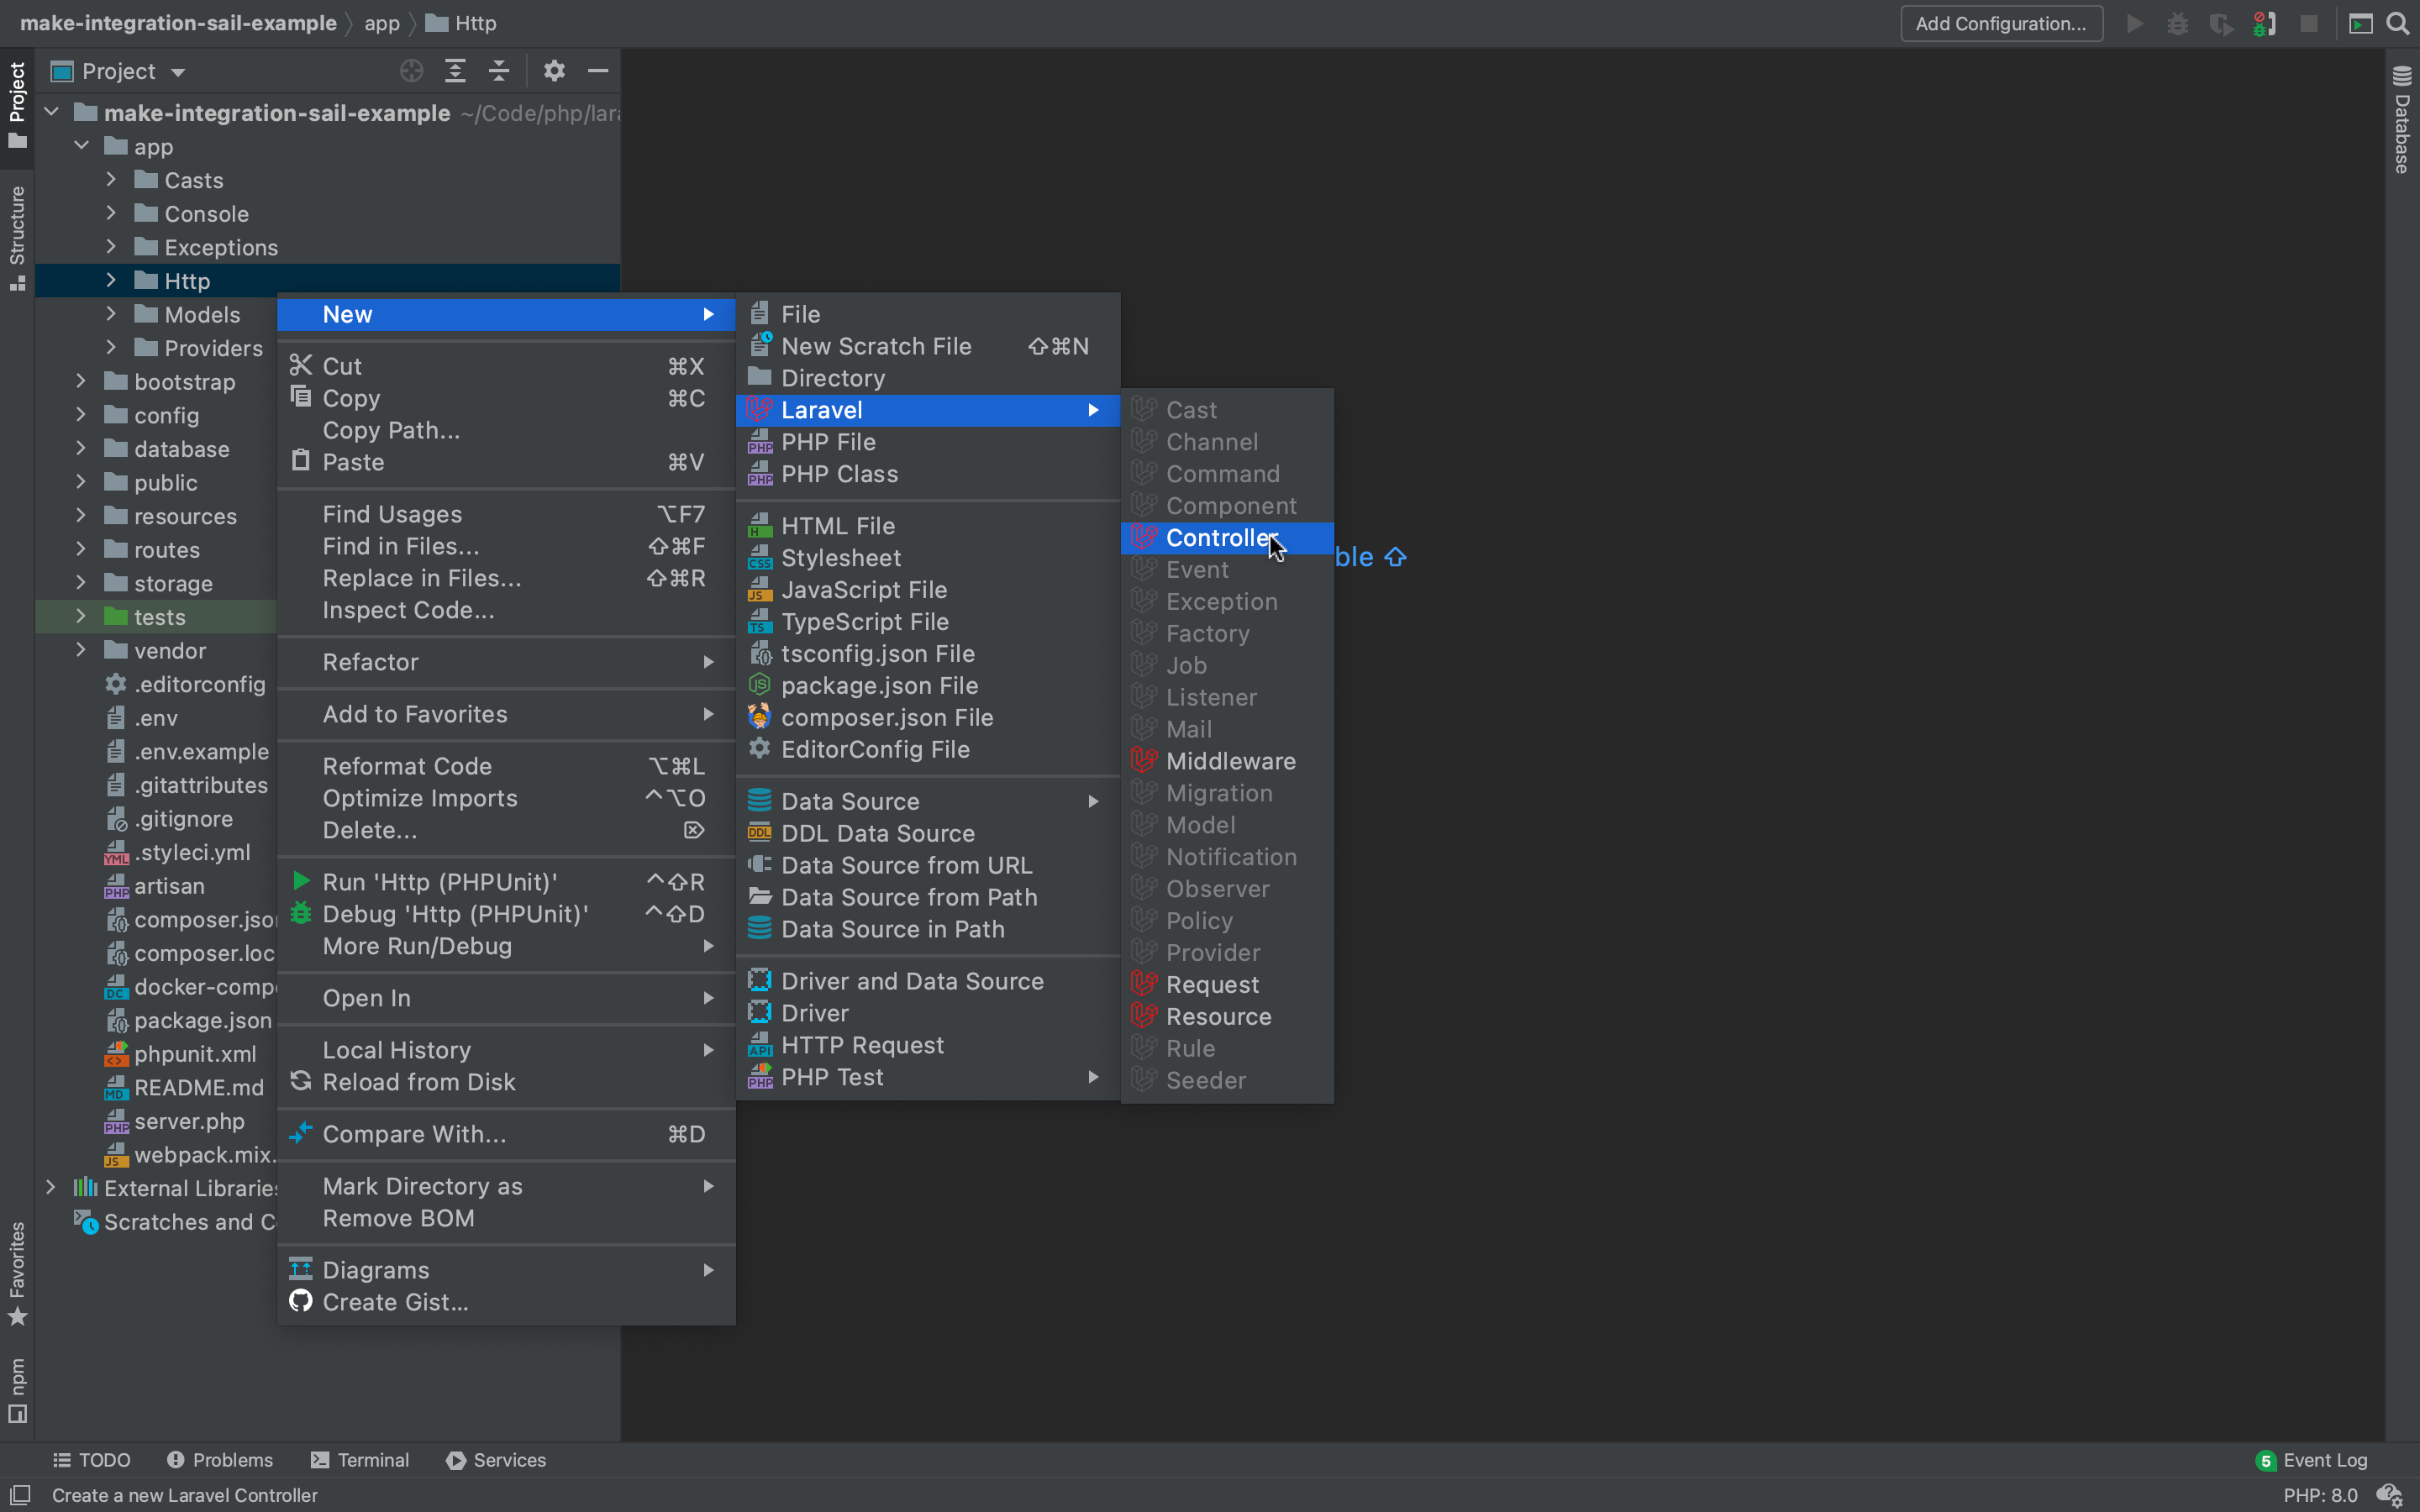 make-integration-sail-example
app
Http
Add Configuration...
Project
Project
make-integration-sail-example ~/Code/php/lar
app
Casts
Console
Exceptions
Http
Models
Providers
bootstrap
config
database
public
resources
routes
storage
tests
vendor
.editorconfig
.env
.env.example
.gitattributes
.gitignore
.styleci.yml
artisan
composer.jso
composer.loc
docker-comp
package.json
phpunit.xml
README.md
server.php
webpack.mix.
External Libraries
Scratches and C
Structure
Favorites
npm
Database
New
Cut ⌘X
Copy ⌘C
Copy Path...
Paste ⌘V
Find Usages ⌥F7
Find in Files... ⇧⌘F
Replace in Files... ⇧⌘R
Inspect Code...
Refactor
Add to Favorites
Reformat Code ⌥⌘L
Optimize Imports ^⌥O
Delete... ⌦
Run 'Http (PHPUnit)' ^⇧R
Debug 'Http (PHPUnit)' ^⇧D
More Run/Debug
Open In
Local History
Reload from Disk
Compare With... ⌘D
Mark Directory as
Remove BOM
Diagrams
Create Gist...
File
New Scratch File ⇧⌘N
Directory
Laravel
PHP File
PHP Class
HTML File
Stylesheet
JavaScript File
TypeScript File
tsconfig.json File
package.json File
composer.json File
EditorConfig File
Data Source
DDL Data Source
Data Source from URL
Data Source from Path
Data Source in Path
Driver and Data Source
Driver
HTTP Request
PHP Test
Cast
Channel
Command
Component
Controller
Event
Exception
Factory
Job
Listener
Mail
Middleware
Migration
Model
Notification
Observer
Policy
Provider
Request
Resource
Rule
Seeder
ble ⇧
TODO
Problems
Terminal
Services
5 Event Log
Create a new Laravel Controller
PHP: 8.0